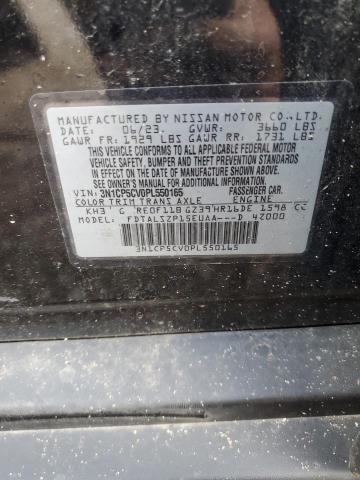 MANUFACTURED BY NISSAN MOTOR CO., LTD.
DATE: 06/23. GVWR: 3660 LBS
GAWR FR: 1929 LBS GAWR RR: 1731 LBS
THIS VEHICLE CONFORMS TO ALL APPLICABLE FEDERAL MOTOR
VEHICLE SAFETY, BUMPER AND THEFT PREVENTION STANDARDS
IN EFFECT ON THE DATE OF MANUFACTURE SHOWN ABOVE.
SEE OWNER'S MANUAL FOR ADDITIONAL INFORMATION
VIN: 3N1CP5CV0PL550165 PASSENGER CAR
COLOR TRIM TRANS AXLE ENGINE
KH3 G RE0F11B GZ39 HR16DE 1598 CC
FDTALSZP15EUAA----D 4Z000
3N1CP5CV0PL550165